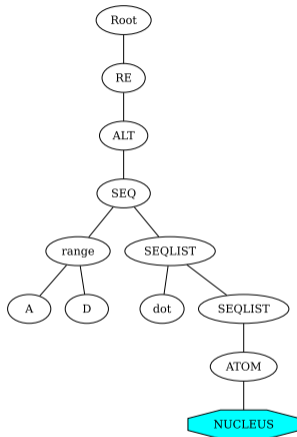 Root
RE
ALT
SEQ
range SEQLIST
A D dot SEQLIST
ATOM
NUCLEUS